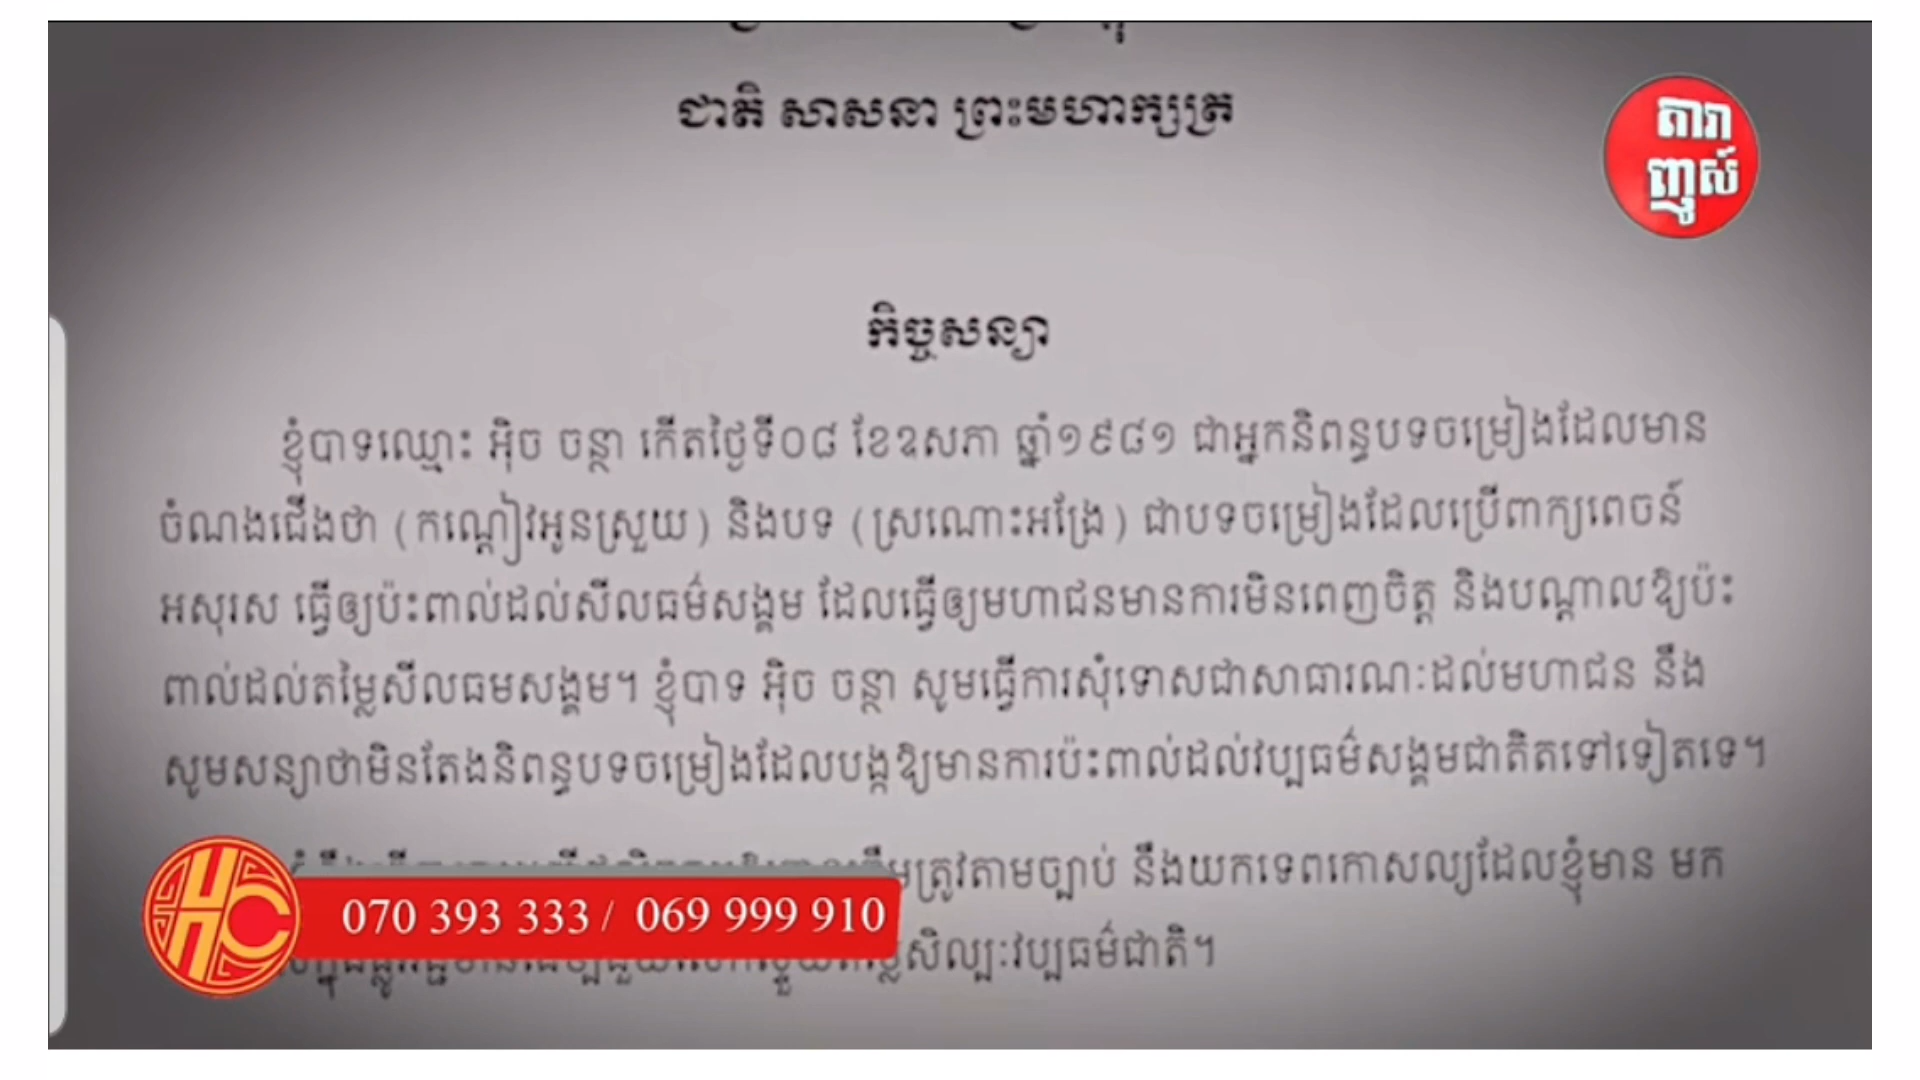 ជាតិ សាសនា ព្រះមហាក្សត្រ
តារា
ញូស៍
កិច្ចសន្យា
ខ្ញុំបាទឈ្មោះ អ៊ិច ចន្ថា កើតថ្ងៃទី០៨ ខែឧសភា ឆ្នាំ១៩៨១ ជាអ្នកនិពន្ធបទចម្រៀងដែលមាន
ចំណងជើងថា (កណ្តៀវអូនស្រួយ) និងបទ (ស្រណោះអង្រែ) ជាបទចម្រៀងដែលប្រើពាក្យពេចន៍
អសុរស ធ្វើឲ្យប៉ះពាល់ដល់សីលធម៌សង្គម ដែលធ្វើឲ្យមហាជនមានការមិនពេញចិត្ត និងបណ្តាលឱ្យប៉ះ
ពាល់ដល់តម្លៃសីលធមសង្គម។ ខ្ញុំបាទ អ៊ិច ចន្ថា សូមធ្វើការសុំទោសជាសាធារណៈដល់មហាជន នឹង
សូមសន្យាថាមិនតែងនិពន្ធបទចម្រៀងដែលបង្កឱ្យមានការប៉ះពាល់ដល់វប្បធម៌សង្គមជាតិតទៅទៀតទេ។
ត្រូវតាមច្បាប់ នឹងយកទេពកោសល្យដែលខ្ញុំមាន មក
សិល្បៈវប្បធម៌ជាតិ។
HC
070 393 333 / 069 999 910